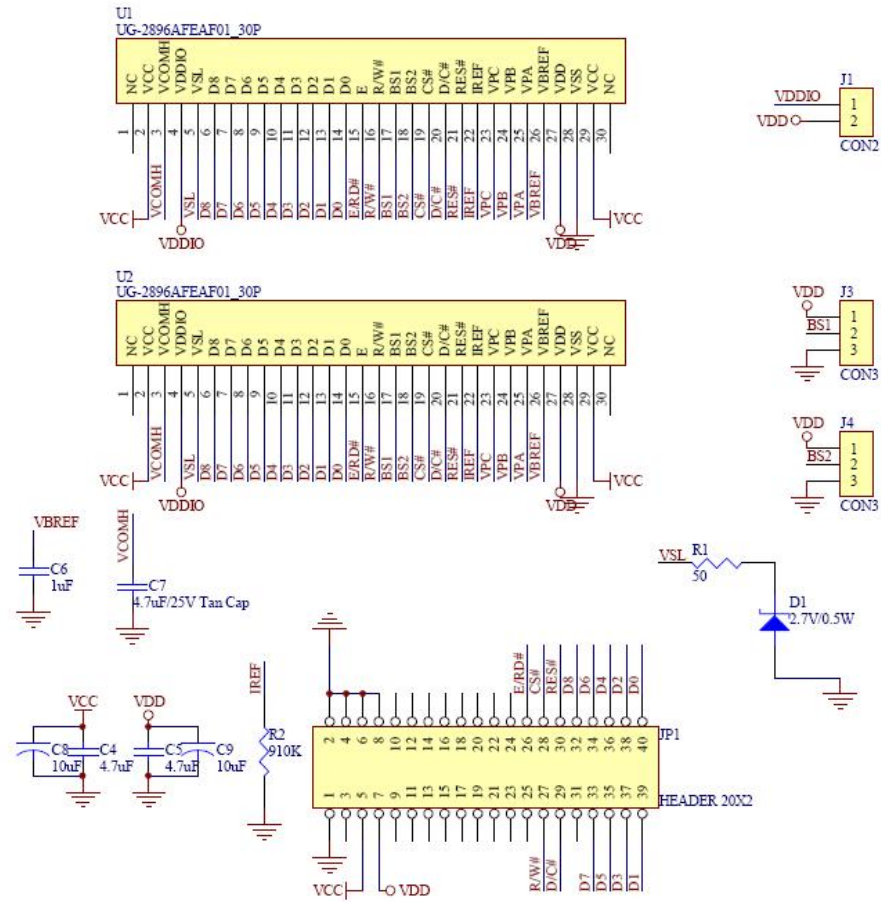 U1
UG-2896AFEAF01_30P
NC VCC VCOMH VDDIO VSL D8 D7 D6 D5 D4 D3 D2 D1 D0 E R/W# BS1 BS2 CS# D/C# RES# IREF VPC VPB VPA VBREF VDD VSS VCC NC
1 2 3 4 5 6 7 8 9 10 11 12 13 14 15 16 17 18 19 20 21 22 23 24 25 26 27 28 29 30
VCOMH VSL D8 D7 D6 D5 D4 D3 D2 D1 D0 E/RD# R/W# BS1 BS2 CS# D/C# RES# IREF VPC VPB VPA VBREF
VCC VDDIO VDD VCC
J1
VDDIO 1
VDD 2
CON2
U2
UG-2896AFEAF01_30P
NC VCC VCOMH VDDIO VSL D8 D7 D6 D5 D4 D3 D2 D1 D0 E R/W# BS1 BS2 CS# D/C# RES# IREF VPC VPB VPA VBREF VDD VSS VCC NC
1 2 3 4 5 6 7 8 9 10 11 12 13 14 15 16 17 18 19 20 21 22 23 24 25 26 27 28 29 30
VCOMH VSL D8 D7 D6 D5 D4 D3 D2 D1 D0 E/RD# R/W# BS1 BS2 CS# D/C# RES# IREF VPC VPB VPA VBREF
VCC VDDIO VDD VCC
VDD J3
1
BS1 2
3
CON3
VDD J4
1
BS2 2
3
CON3
VBREF
C6
1uF
VCOMH
C7
4.7uF/25V Tan Cap
VSL R1
50
D1
2.7V/0.5W
VCC VDD
C8 C4 C5 C9
10uF 4.7uF 4.7uF 10uF
IREF
R2
910K
E/RD# CS# RES# D8 D6 D4 D2 D0
JP1
2 4 6 8 10 12 14 16 18 20 22 24 26 28 30 32 34 36 38 40
1 3 5 7 9 11 13 15 17 19 21 23 25 27 29 31 33 35 37 39
HEADER 20X2
R/W# D/C# D7 D5 D3 D1
VCC VDD